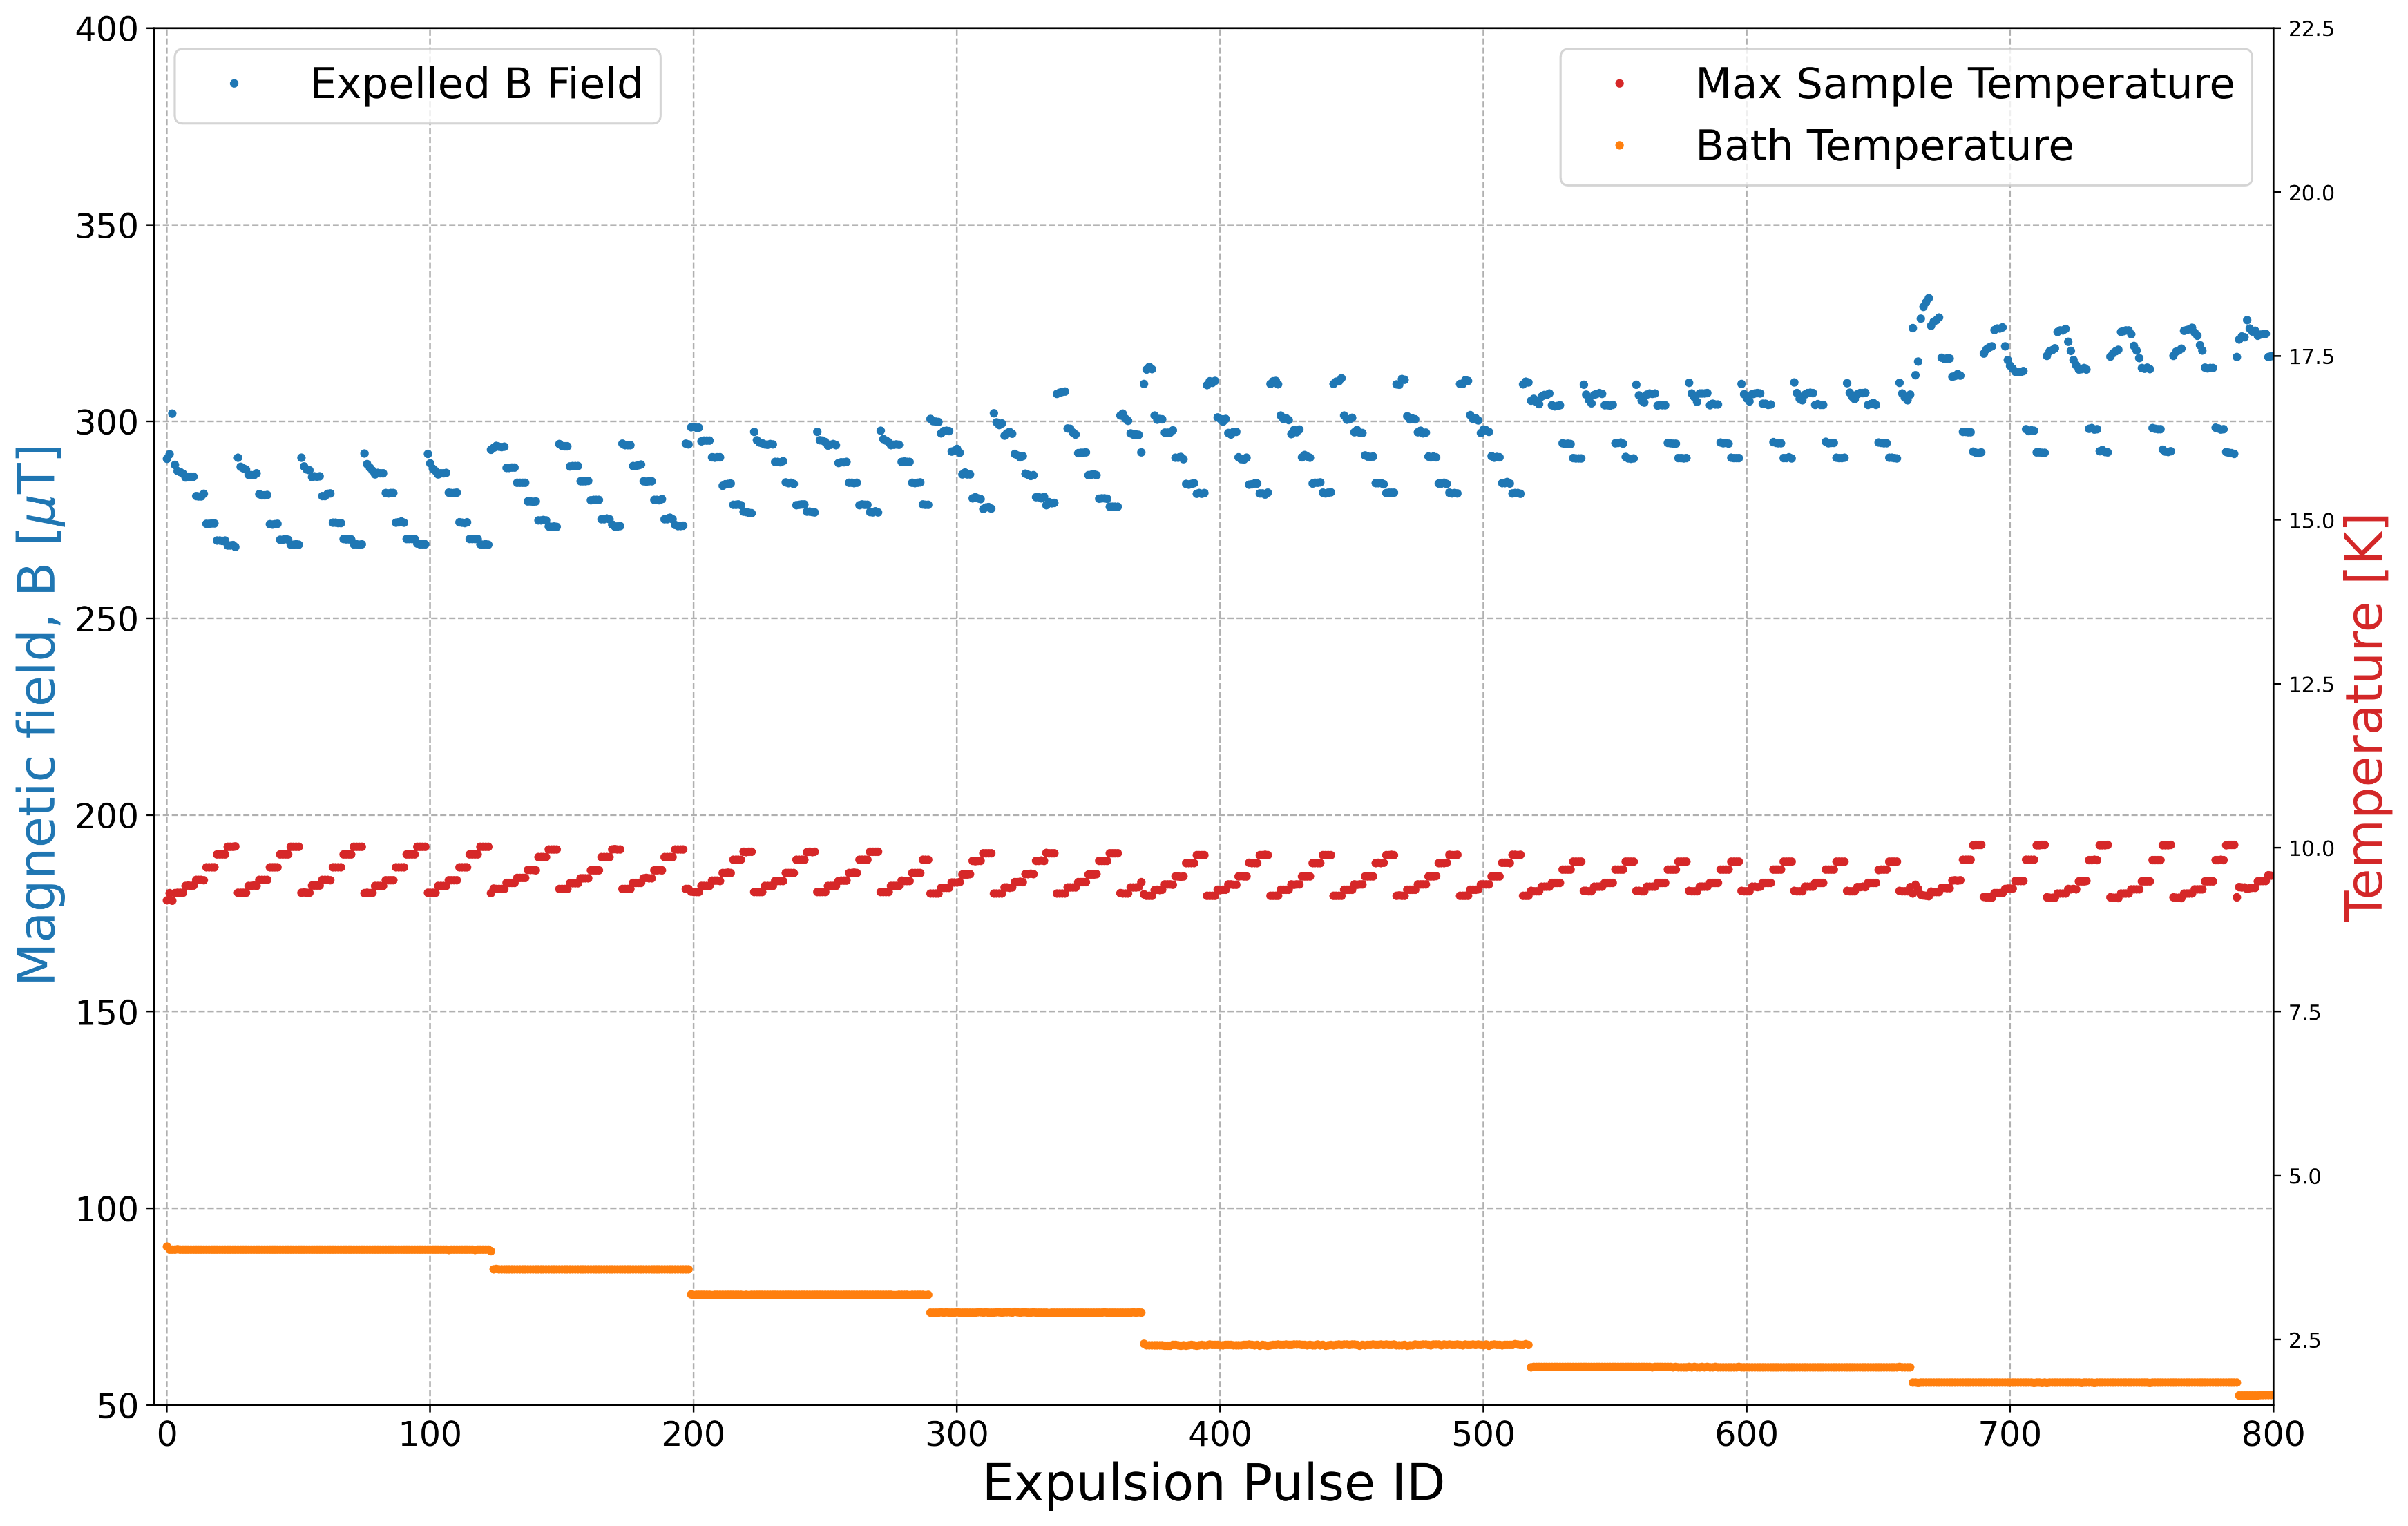 Expelled B Field
Max Sample Temperature
Bath Temperature
Magnetic field, B [μT]
400
350
300
250
200
150
100
50
22.5
20.0
17.5
15.0
12.5
10.0
7.5
5.0
2.5
Temperature [K]
0 100 200 300 400 500 600 700 800
Expulsion Pulse ID